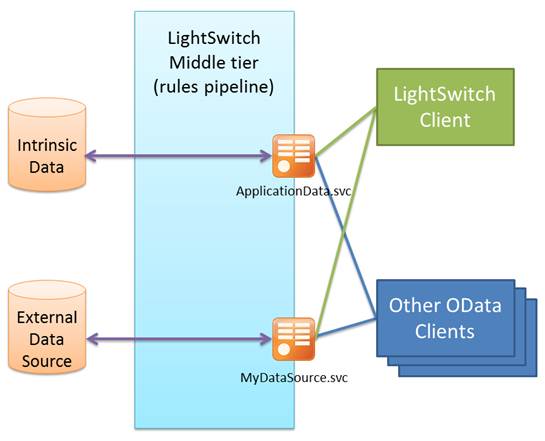 LightSwitch
Middle tier
(rules pipeline)
LightSwitch
Client
Intrinsic
Data
ApplicationData.svc
External
Data
Source
Other OData
Clients
MyDataSource.svc